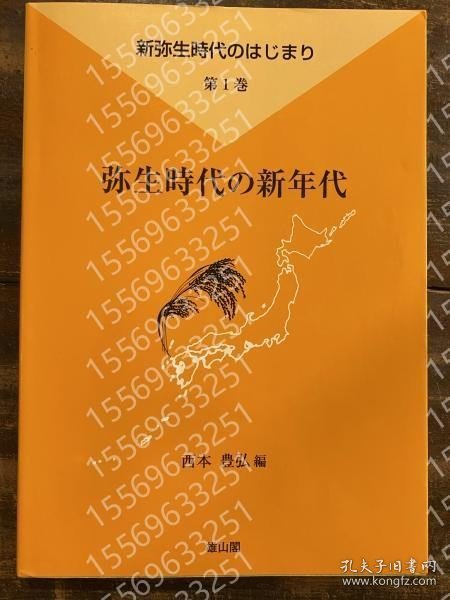 新弥生時代のはじまり
第1巻
弥生時代の新年代
西本 豊弘 編
雄山閣
15569633251
孔夫子旧书网
www.kongfz.com